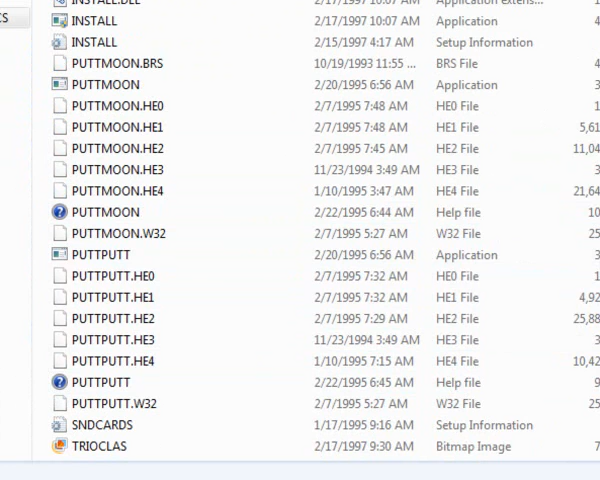 INSTALL.DLL 2/17/1997 10:07 AM Application extens...
CS INSTALL 2/17/1997 10:07 AM Application 4
INSTALL 2/15/1997 4:17 AM Setup Information
PUTTMOON.BRS 10/19/1993 11:55 ... BRS File 4
PUTTMOON 2/20/1995 6:56 AM Application 3
PUTTMOON.HE0 2/7/1995 7:48 AM HE0 File 1
PUTTMOON.HE1 2/7/1995 7:48 AM HE1 File 5,61
PUTTMOON.HE2 2/7/1995 7:45 AM HE2 File 11,04
PUTTMOON.HE3 11/23/1994 3:49 AM HE3 File 3
PUTTMOON.HE4 1/10/1995 3:47 AM HE4 File 21,64
PUTTMOON 2/22/1995 6:44 AM Help file 10
PUTTMOON.W32 2/7/1995 5:27 AM W32 File 25
PUTTPUTT 2/20/1995 6:56 AM Application 3
PUTTPUTT.HE0 2/7/1995 7:32 AM HE0 File 1
PUTTPUTT.HE1 2/7/1995 7:32 AM HE1 File 4,92
PUTTPUTT.HE2 2/7/1995 7:29 AM HE2 File 25,88
PUTTPUTT.HE3 11/23/1994 3:49 AM HE3 File 3
PUTTPUTT.HE4 1/10/1995 7:15 AM HE4 File 10,42
PUTTPUTT 2/22/1995 6:45 AM Help file 9
PUTTPUTT.W32 2/7/1995 5:27 AM W32 File 25
SNDCARDS 1/17/1995 9:16 AM Setup Information
TRIOCLAS 2/17/1997 9:30 AM Bitmap Image 7